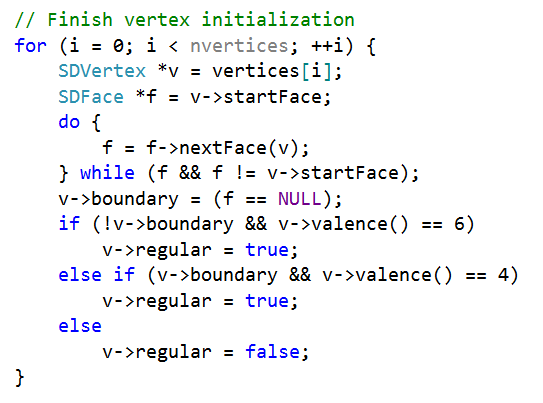 // Finish vertex initialization
for (i = 0; i < nvertices; ++i) {
    SDVertex *v = vertices[i];
    SDFace *f = v->startFace;
    do {
        f = f->nextFace(v);
    } while (f && f != v->startFace);
    v->boundary = (f == NULL);
    if (!v->boundary && v->valence() == 6)
        v->regular = true;
    else if (v->boundary && v->valence() == 4)
        v->regular = true;
    else
        v->regular = false;
}